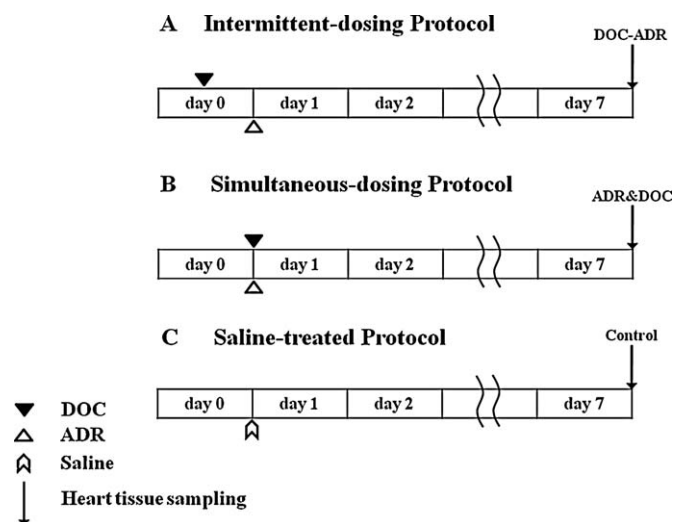 A Intermittent-dosing Protocol
DOC-ADR
day 0 day 1 day 2 day 7
B Simultaneous-dosing Protocol
ADR&DOC
day 0 day 1 day 2 day 7
C Saline-treated Protocol
Control
day 0 day 1 day 2 day 7
DOC
ADR
Saline
Heart tissue sampling